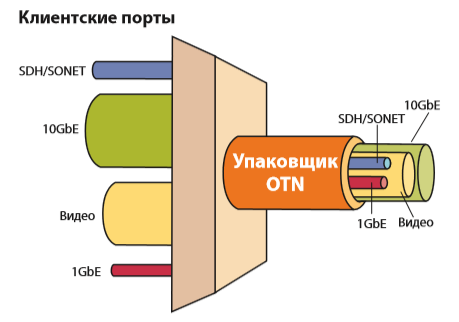 Клиентские порты
SDH/SONET
10GbE
Видео
1GbE
Упаковщик
OTN
SDH/SONET
10GbE
1GbE
Видео